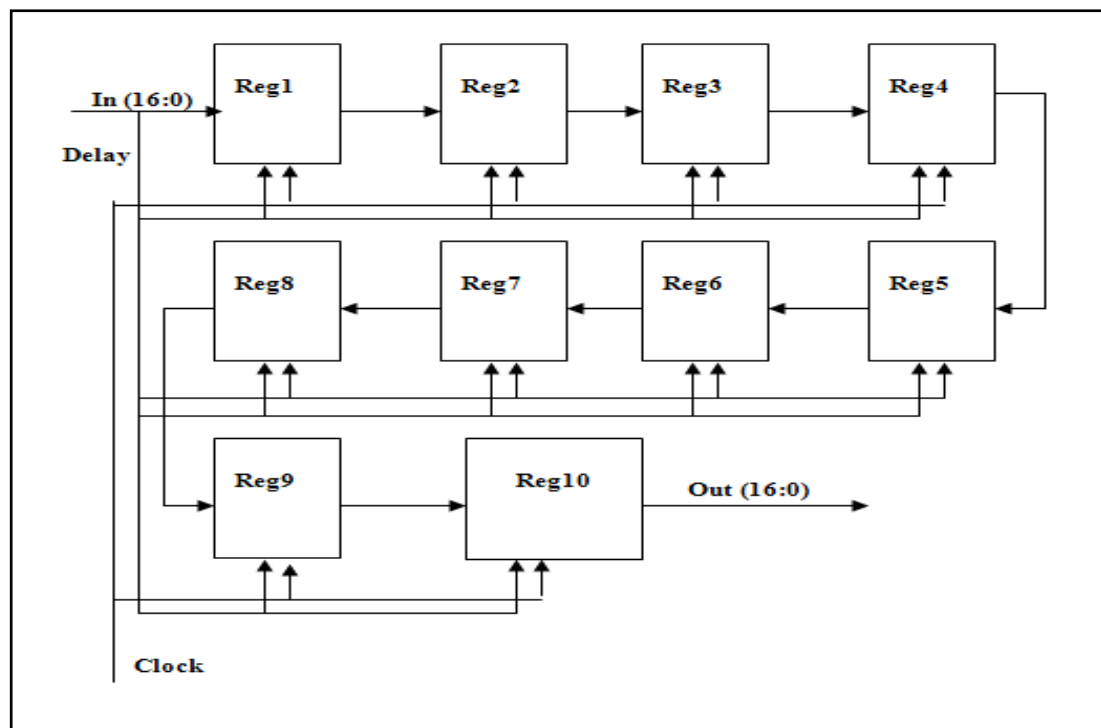 Reg1
Reg2
Reg3
Reg4
In (16:0)
Delay
Reg8
Reg7
Reg6
Reg5
Reg9
Reg10
Out (16:0)
Clock